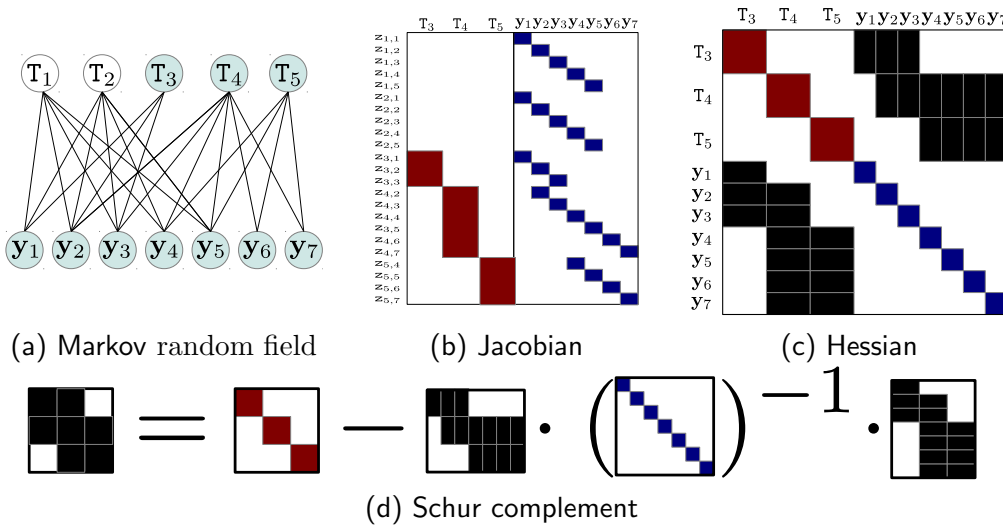 T₁ T₂ T₃ T₄ T₅
y₁ y₂ y₃ y₄ y₅ y₆ y₇
(a) Markov random field
T₃ T₄ T₅ y₁y₂y₃y₄y₅y₆y₇
z₁,₁
z₁,₂
z₁,₃
z₁,₄
z₁,₅
z₂,₁
z₂,₂
z₂,₃
z₂,₄
z₂,₅
z₃,₁
z₃,₂
z₃,₃
z₄,₂
z₃,₃
z₃,₄
z₃,₅
z₄,₆
z₄,₇
z₅,₄
z₅,₅
z₅,₆
z₅,₇
(b) Jacobian
T₃ T₄ T₅ y₁y₂y₃y₄y₅y₆y₇
T₃
T₄
T₅
y₁
y₂
y₃
y₄
y₅
y₆
y₇
(c) Hessian
= − · ( )−1 ·
(d) Schur complement